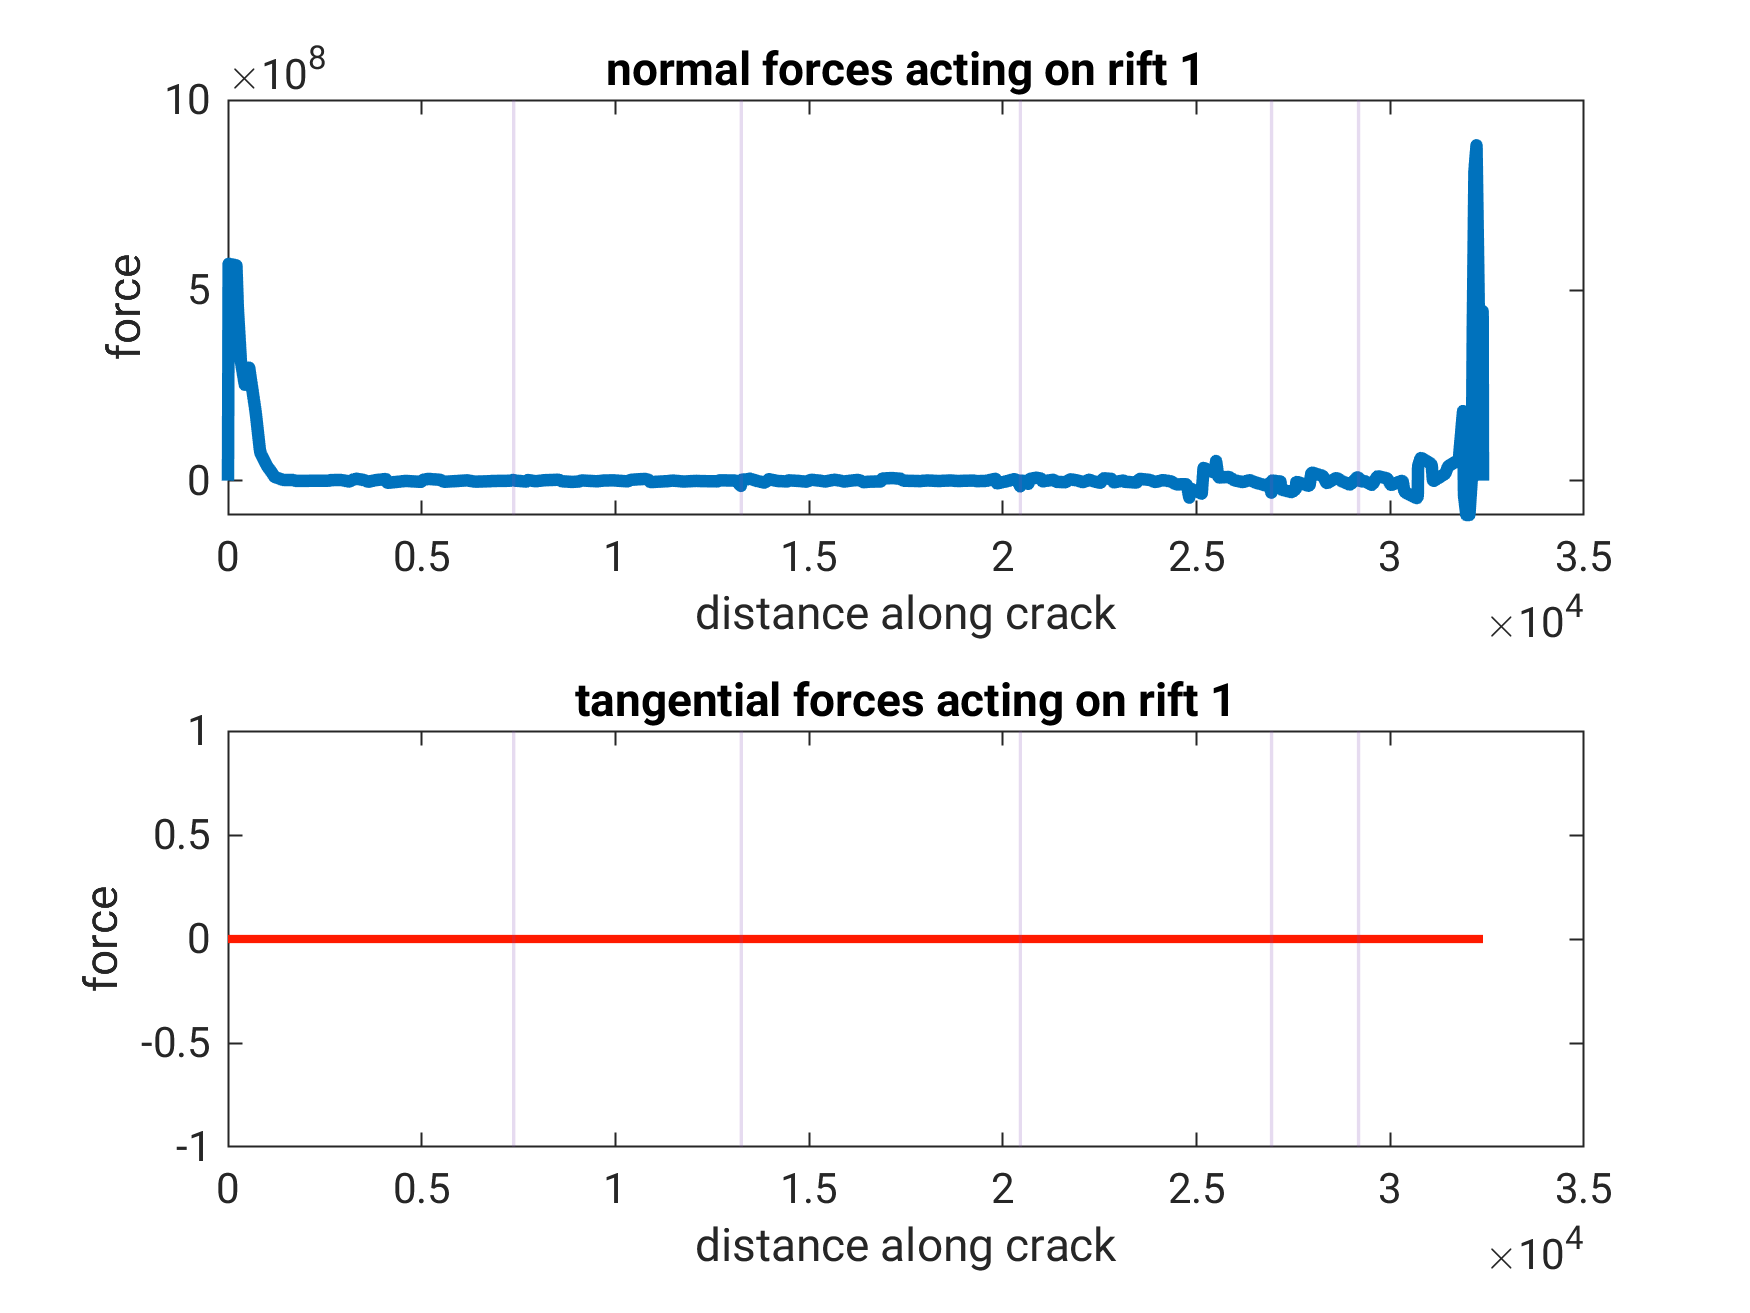 ×10^8
normal forces acting on rift 1
10
5
0
force
0 0.5 1 1.5 2 2.5 3 3.5
distance along crack
×10^4
tangential forces acting on rift 1
1
0.5
0
-0.5
-1
force
0 0.5 1 1.5 2 2.5 3 3.5
distance along crack
×10^4